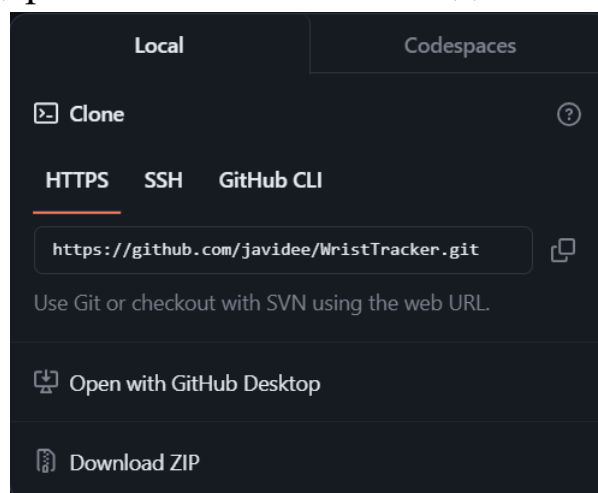 Local
Codespaces
Clone
HTTPS SSH GitHub CLI
https://github.com/javidee/WristTracker.git
Use Git or checkout with SVN using the web URL.
Open with GitHub Desktop
Download ZIP